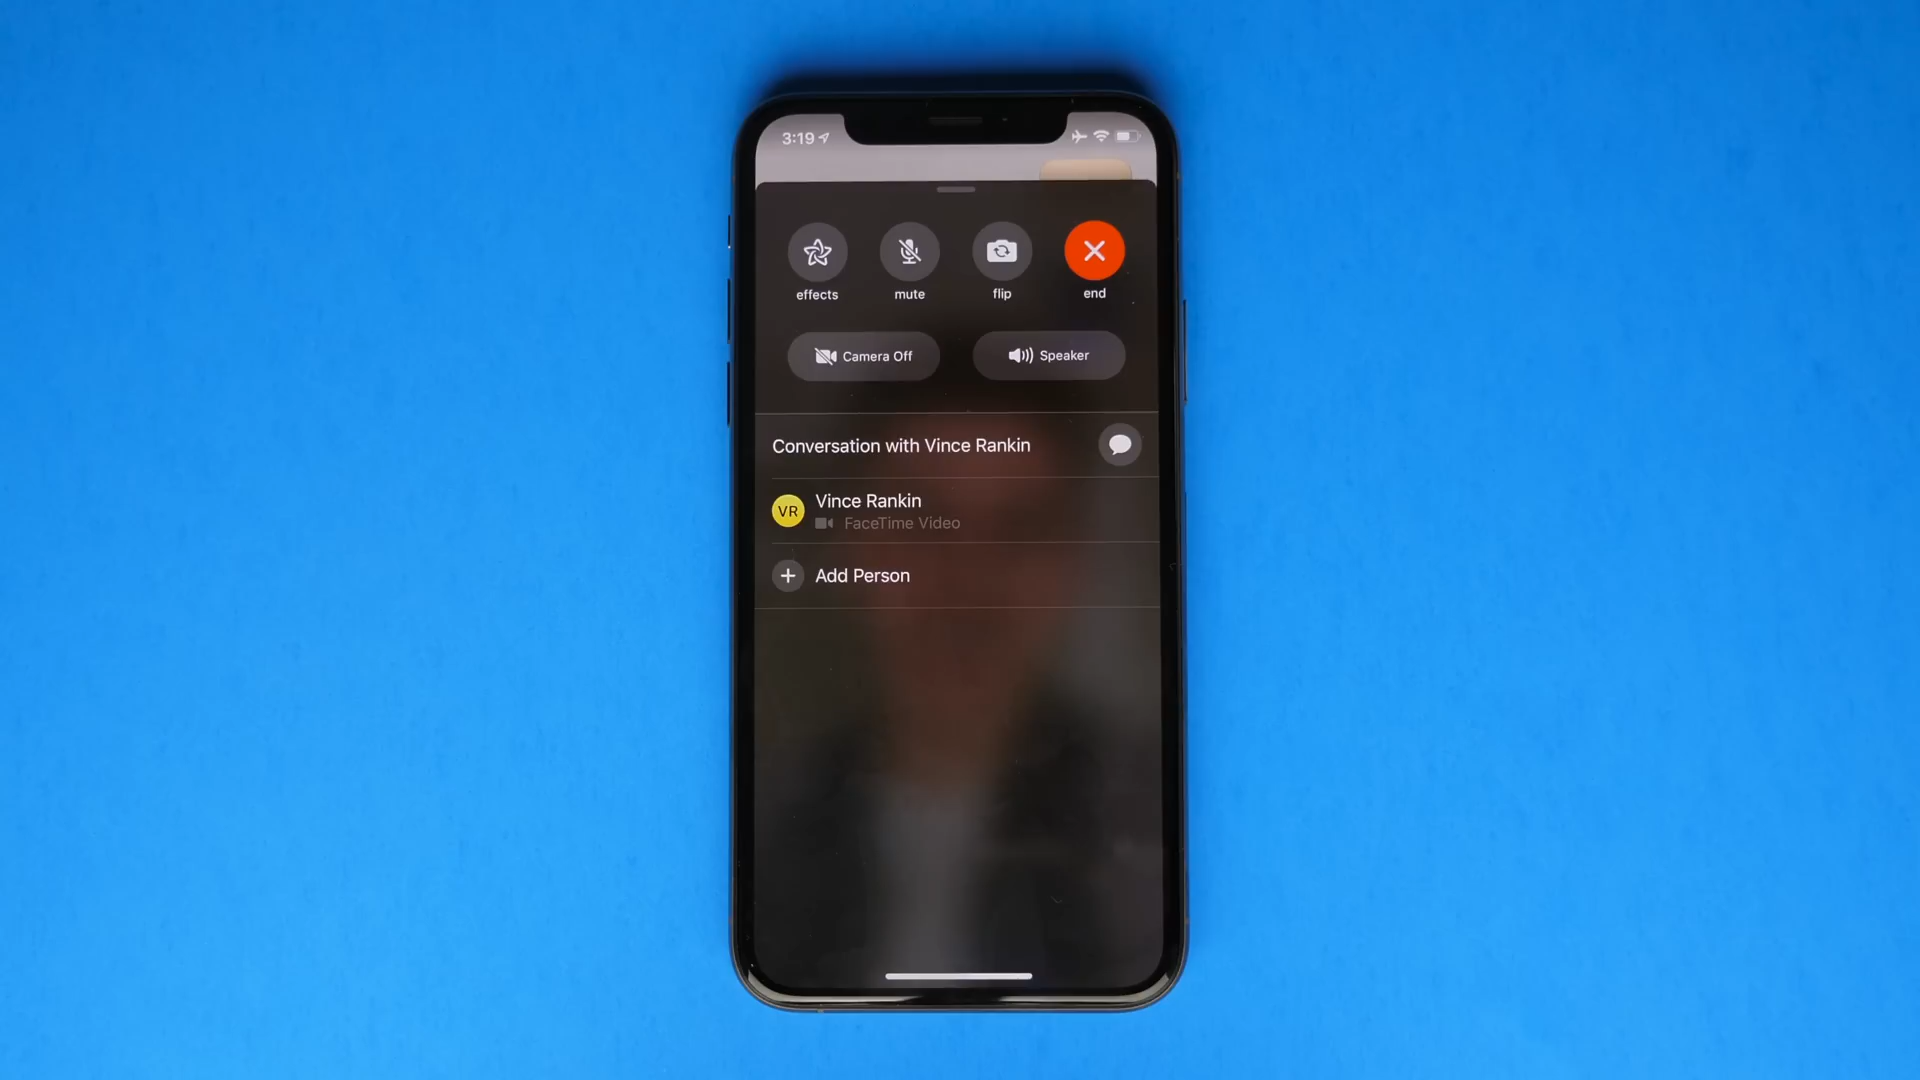 3:19
effects mute flip end
Camera Off Speaker
Conversation with Vince Rankin
VR Vince Rankin
FaceTime Video
Add Person